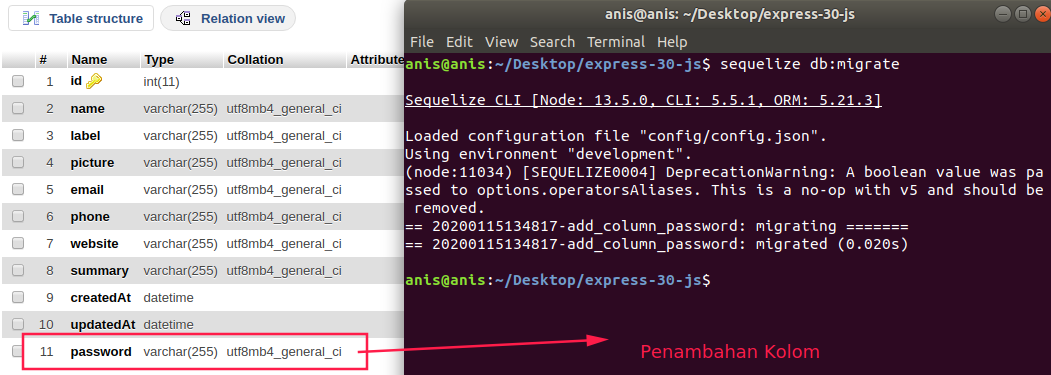 Table structure
Relation view
# Name Type Collation Attribute
1 id int(11)
2 name varchar(255) utf8mb4_general_ci
3 label varchar(255) utf8mb4_general_ci
4 picture varchar(255) utf8mb4_general_ci
5 email varchar(255) utf8mb4_general_ci
6 phone varchar(255) utf8mb4_general_ci
7 website varchar(255) utf8mb4_general_ci
8 summary varchar(255) utf8mb4_general_ci
9 createdAt datetime
10 updatedAt datetime
11 password varchar(255) utf8mb4_general_ci
anis@anis: ~/Desktop/express-30-js
File Edit View Search Terminal Help
anis@anis:~/Desktop/express-30-js$ sequelize db:migrate
Sequelize CLI [Node: 13.5.0, CLI: 5.5.1, ORM: 5.21.3]
Loaded configuration file "config/config.json".
Using environment "development".
(node:11034) [SEQUELIZE0004] DeprecationWarning: A boolean value was pa
ssed to options.operatorsAliases. This is a no-op with v5 and should be
removed.
== 20200115134817-add_column_password: migrating =======
== 20200115134817-add_column_password: migrated (0.020s)
anis@anis:~/Desktop/express-30-js$
Penambahan Kolom